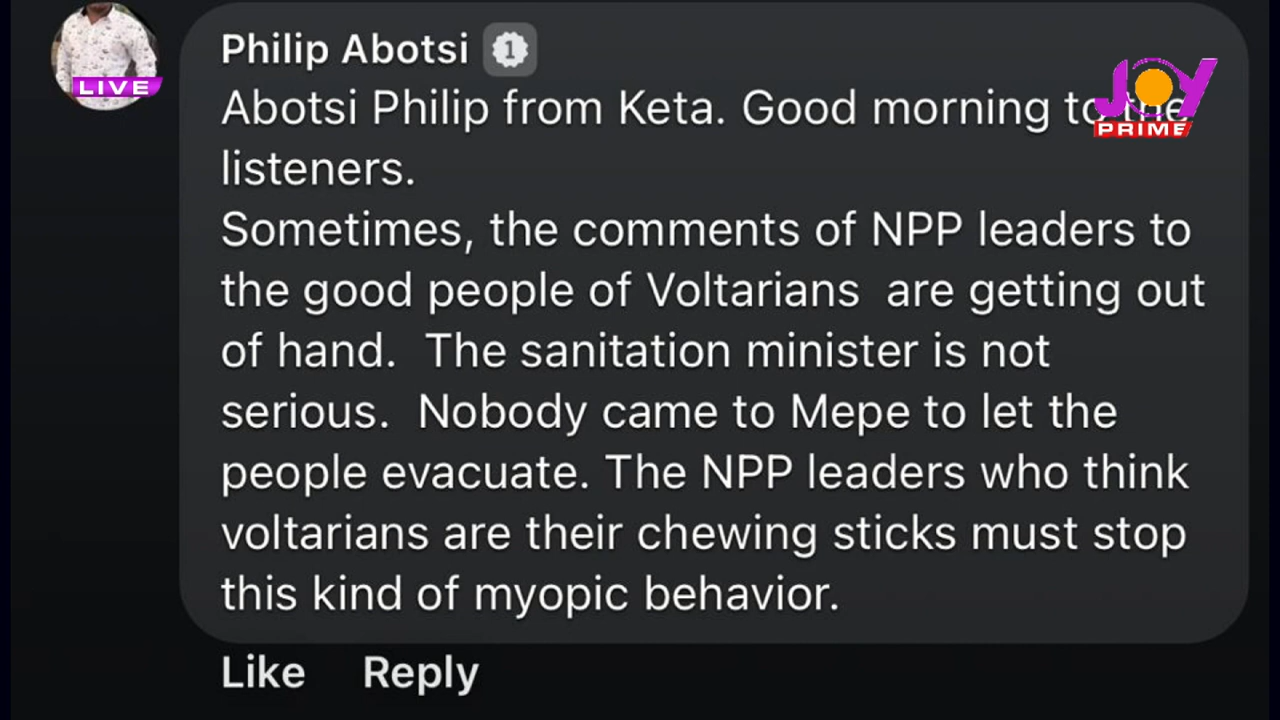 Philip Abotsi 1
LIVE
JOY
PRIME
Abotsi Philip from Keta. Good morning to the
listeners.
Sometimes, the comments of NPP leaders to
the good people of Voltarians  are getting out
of hand.  The sanitation minister is not
serious.  Nobody came to Mepe to let the
people evacuate. The NPP leaders who think
voltarians are their chewing sticks must stop
this kind of myopic behavior.
Like Reply